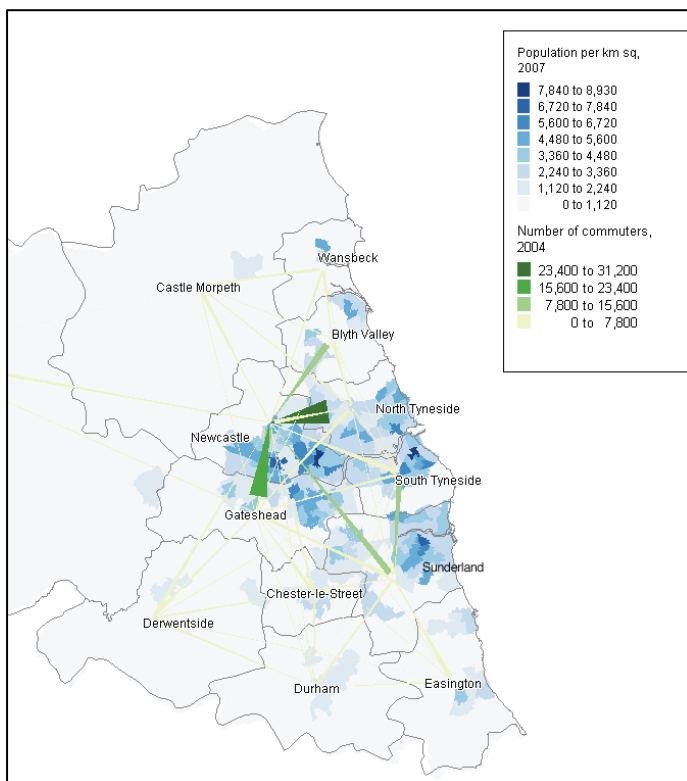 Population per km sq,
2007
7,840 to 8,930
6,720 to 7,840
5,600 to 6,720
4,480 to 5,600
3,360 to 4,480
2,240 to 3,360
1,120 to 2,240
0 to 1,120
Number of commuters,
2004
23,400 to 31,200
15,600 to 23,400
7,800 to 15,600
0 to 7,800
Wansbeck
Castle Morpeth
Blyth Valley
North Tyneside
Newcastle
South Tyneside
Gateshead
Sunderland
Chester-le-Street
Derwentside
Durham
Easington